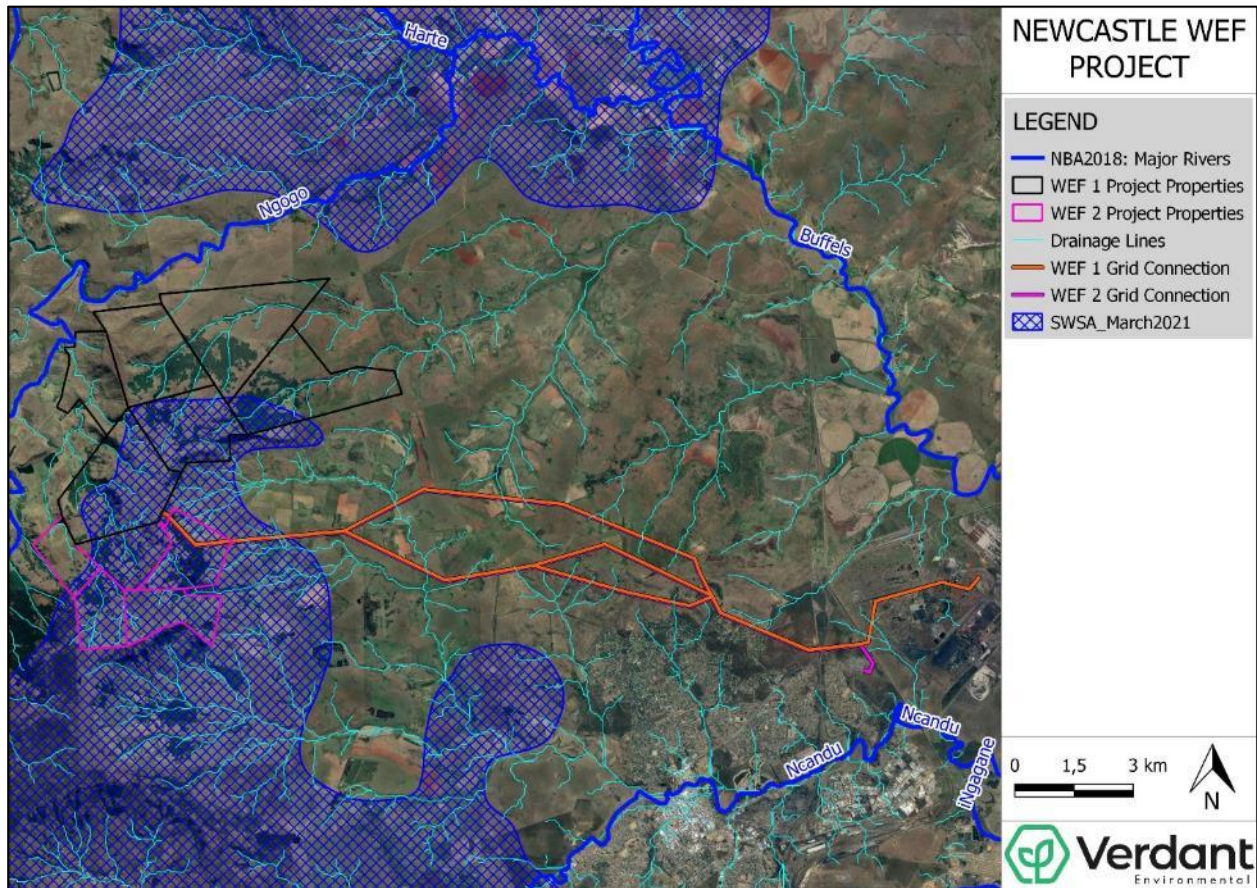 Harte
Ngogo
Buffels
Ncandu
Ncandu
iNgagane
NEWCASTLE WEF
PROJECT
LEGEND
NBA2018: Major Rivers
WEF 1 Project Properties
WEF 2 Project Properties
Drainage Lines
WEF 1 Grid Connection
WEF 2 Grid Connection
SWSA_March2021
0 1,5 3 km
N
Verdant
Environmental